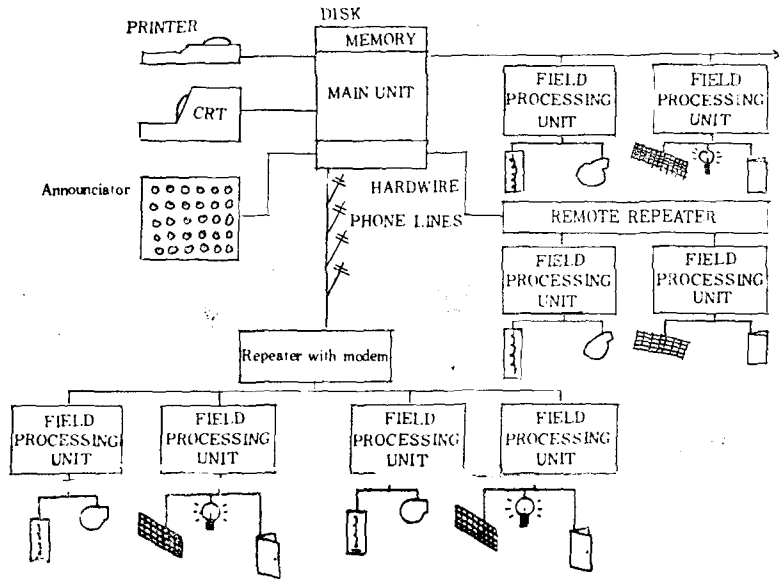 PRINTER
DISK
MEMORY
MAIN UNIT
CRT
Announciator
HARDWIRE
PHONE LINES
FIELD
PROCESSING
UNIT
FIELD
PROCESSING
UNIT
REMOTE REPEATER
FIELD
PROCESSING
UNIT
FIELD
PROCESSING
UNIT
Repeater with modem
FIELD
PROCESSING
UNIT
FIELD
PROCESSING
UNIT
FIELD
PROCESSING
UNIT
FIELD
PROCESSING
UNIT